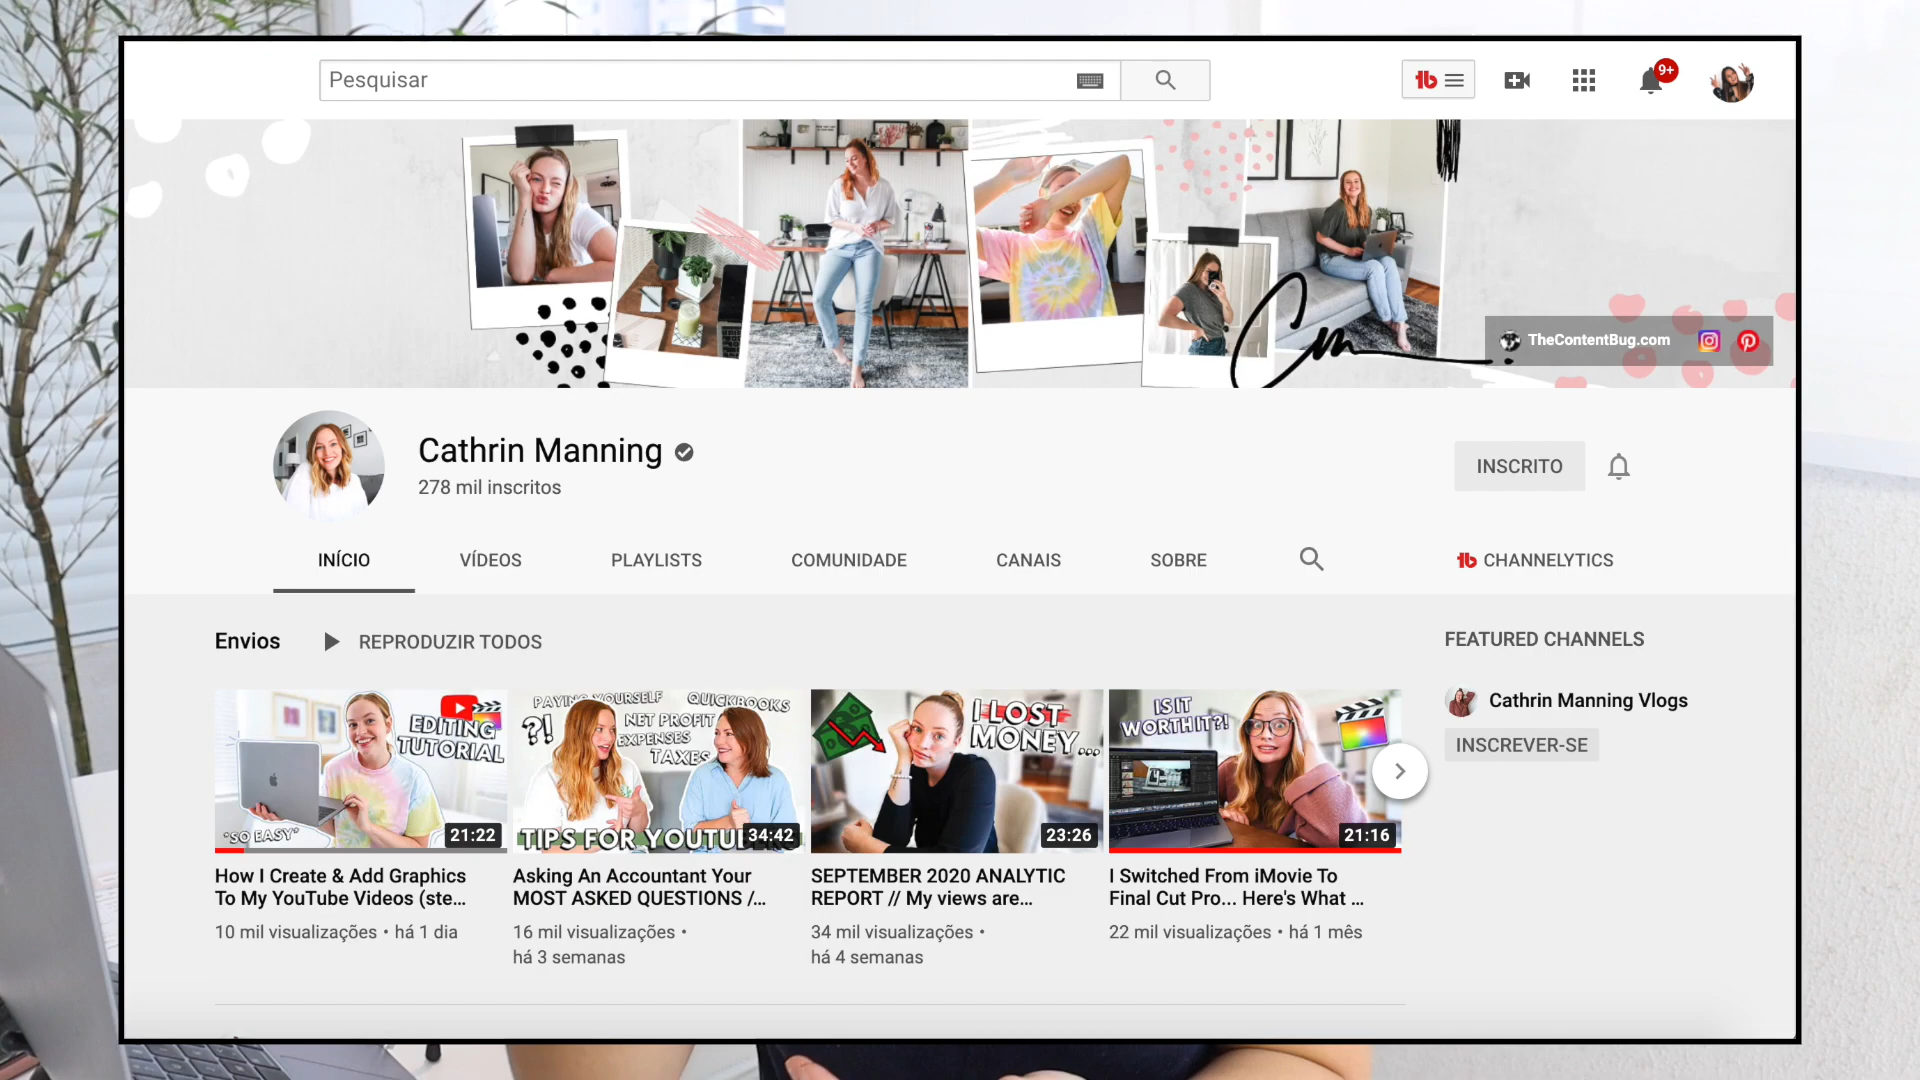 Pesquisar
9+
TheContentBug.com
Cathrin Manning
278 mil inscritos
INSCRITO
INÍCIO
VÍDEOS
PLAYLISTS
COMUNIDADE
CANAIS
SOBRE
CHANNELYTICS
Envios
REPRODUZIR TODOS
FEATURED CHANNELS
Cathrin Manning Vlogs
INSCREVER-SE
EDITING
TUTORIAL
*SO EASY*
21:22
PAYING YOURSELF
QUICKBOOKS
?!
NET PROFIT
EXPENSES
TAXES
TIPS FOR YOUTUBERS
34:42
I LOST
MONEY...
23:26
IS IT
WORTH IT?!
21:16
How I Create & Add Graphics
To My YouTube Videos (ste...
10 mil visualizações • há 1 dia
Asking An Accountant Your
MOST ASKED QUESTIONS /...
16 mil visualizações •
há 3 semanas
SEPTEMBER 2020 ANALYTIC
REPORT // My views are...
34 mil visualizações •
há 4 semanas
I Switched From iMovie To
Final Cut Pro... Here's What ...
22 mil visualizações • há 1 mês